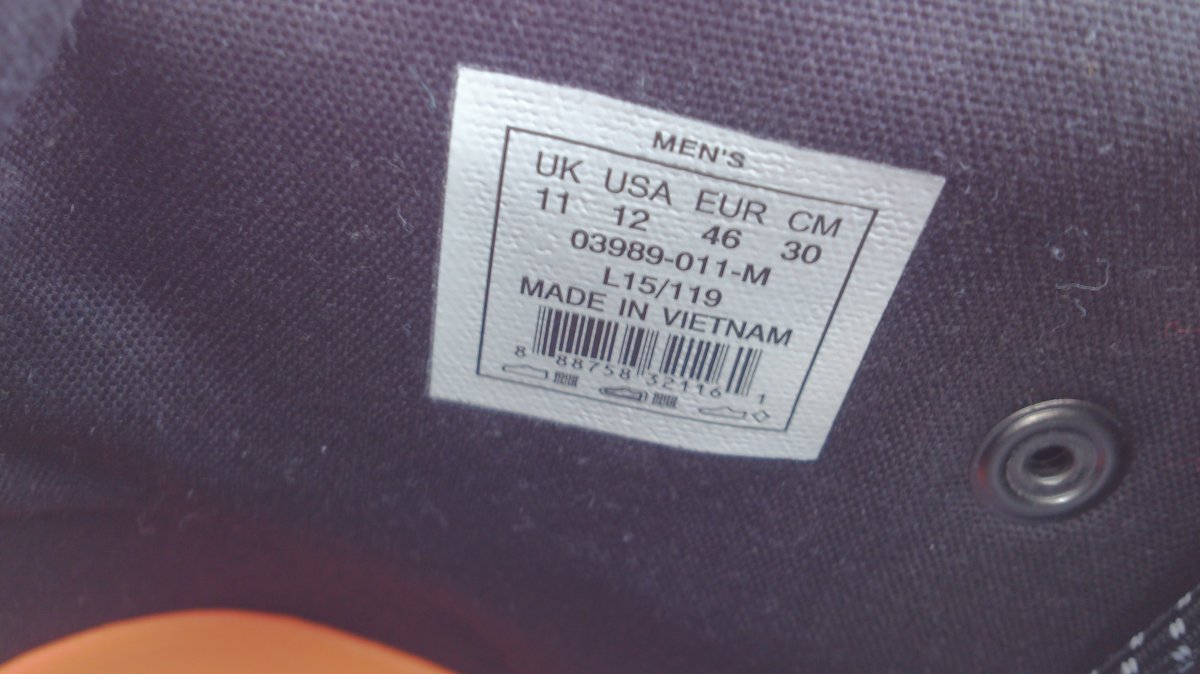 MEN'S
UK USA EUR CM
11 12 46 30
03989-011-M
L15/119
MADE IN VIETNAM
8 88758 32116 1